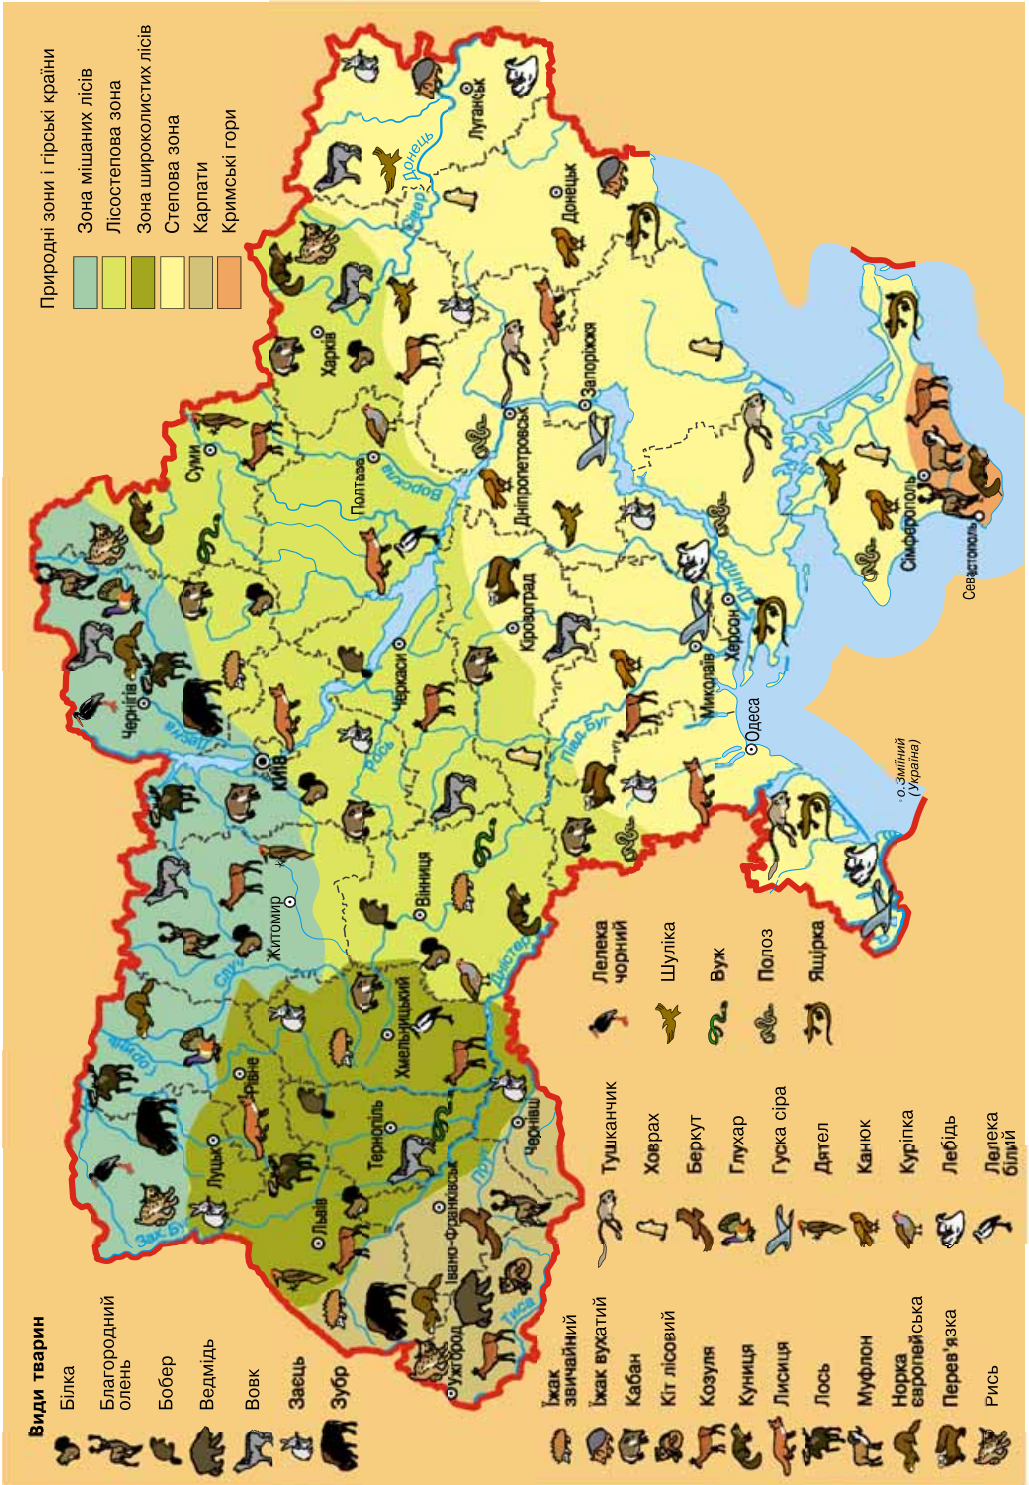 Природні зони і гірські країни
Зона мішаних лісів
Лісостепова зона
Зона широколистих лісів
Степова зона
Карпати
Кримські гори
Луцьк
Рівне
Житомир
КИЇВ
Чернігів
Суми
Харків
Луганськ
Львів
Тернопіль
Хмельницький
Вінниця
Черкаси
Полтава
Ужгород
Івано-Франківськ
Чернівці
Кіровоград
Дніпропетровськ
Запоріжжя
Донецьк
Одеса
Миколаїв
Херсон
Сімферополь
Севастополь
Зах. Буг
Горинь
Случ
Десна
Рось
Ворскла
Сівер. Донець
Тиса
Прут
Дністер
Півд. Буг
Дніпро
о. Зміїний
(Україна)
Види тварин
Білка
Благородний
олень
Бобер
Ведмідь
Вовк
Заєць
Зубр
Їжак
звичайний
Їжак вухатий
Кабан
Кіт лісовий
Козуля
Куниця
Лисиця
Лось
Муфлон
Норка
європейська
Перев'язка
Рись
Тушканчик
Ховрах
Беркут
Глухар
Гуска сіра
Дятел
Канюк
Куріпка
Лебідь
Лелека
білий
Лелека
чорний
Шуліка
Вуж
Полоз
Ящірка